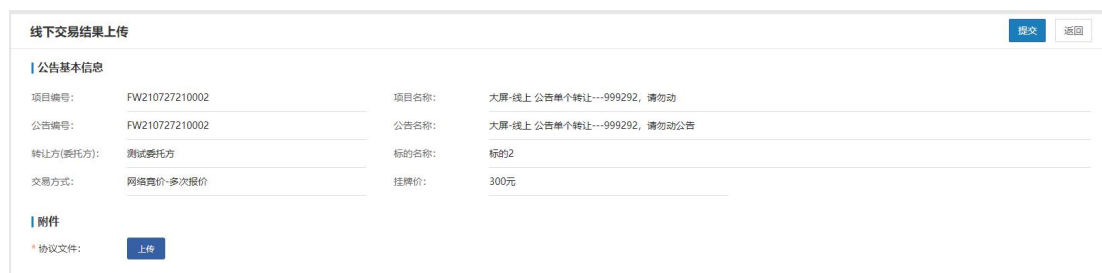 线下交易结果上传 提交 返回
公告基本信息
项目编号: FW210727210002 项目名称: 大屏-线上 公告单个转让---999292，请勿动
公告编号: FW210727210002 公告名称: 大屏-线上 公告单个转让---999292，请勿动公告
转让方(委托方): 测试委托方 标的名称: 标的2
交易方式: 网络竞价-多次报价 挂牌价: 300元
附件
* 协议文件: 上传